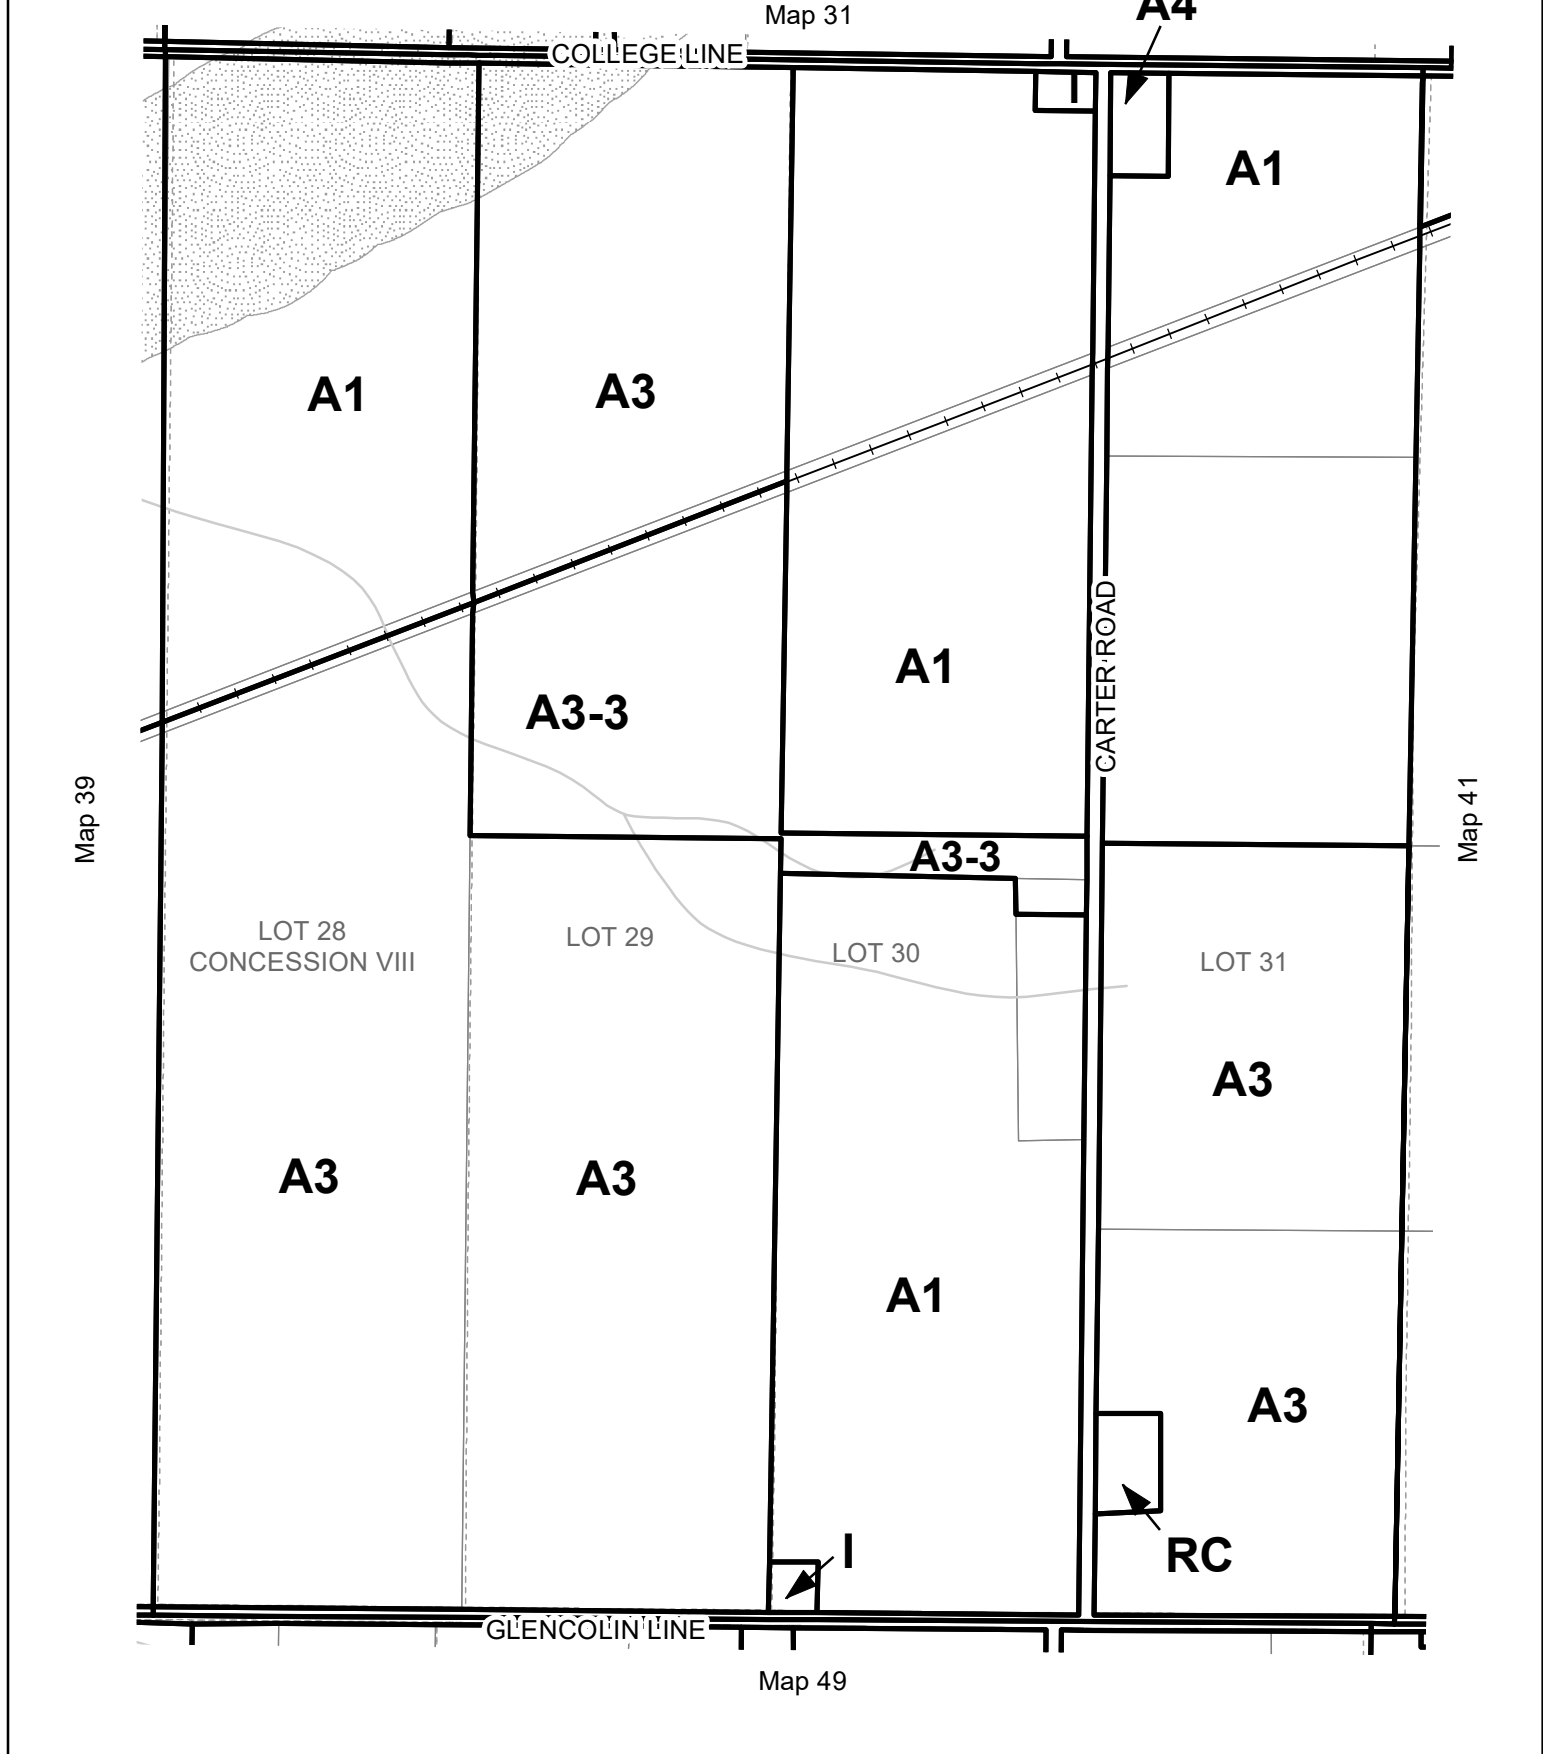 Map 31
A4
COLLEGE LINE
I
A1
A1
A3
CARTER ROAD
A1
A3-3
Map 39
Map 41
A3-3
LOT 28
CONCESSION VIII
LOT 29
LOT 30
LOT 31
A3
A3
A3
A1
A3
I
RC
GLENCOLIN LINE
Map 49